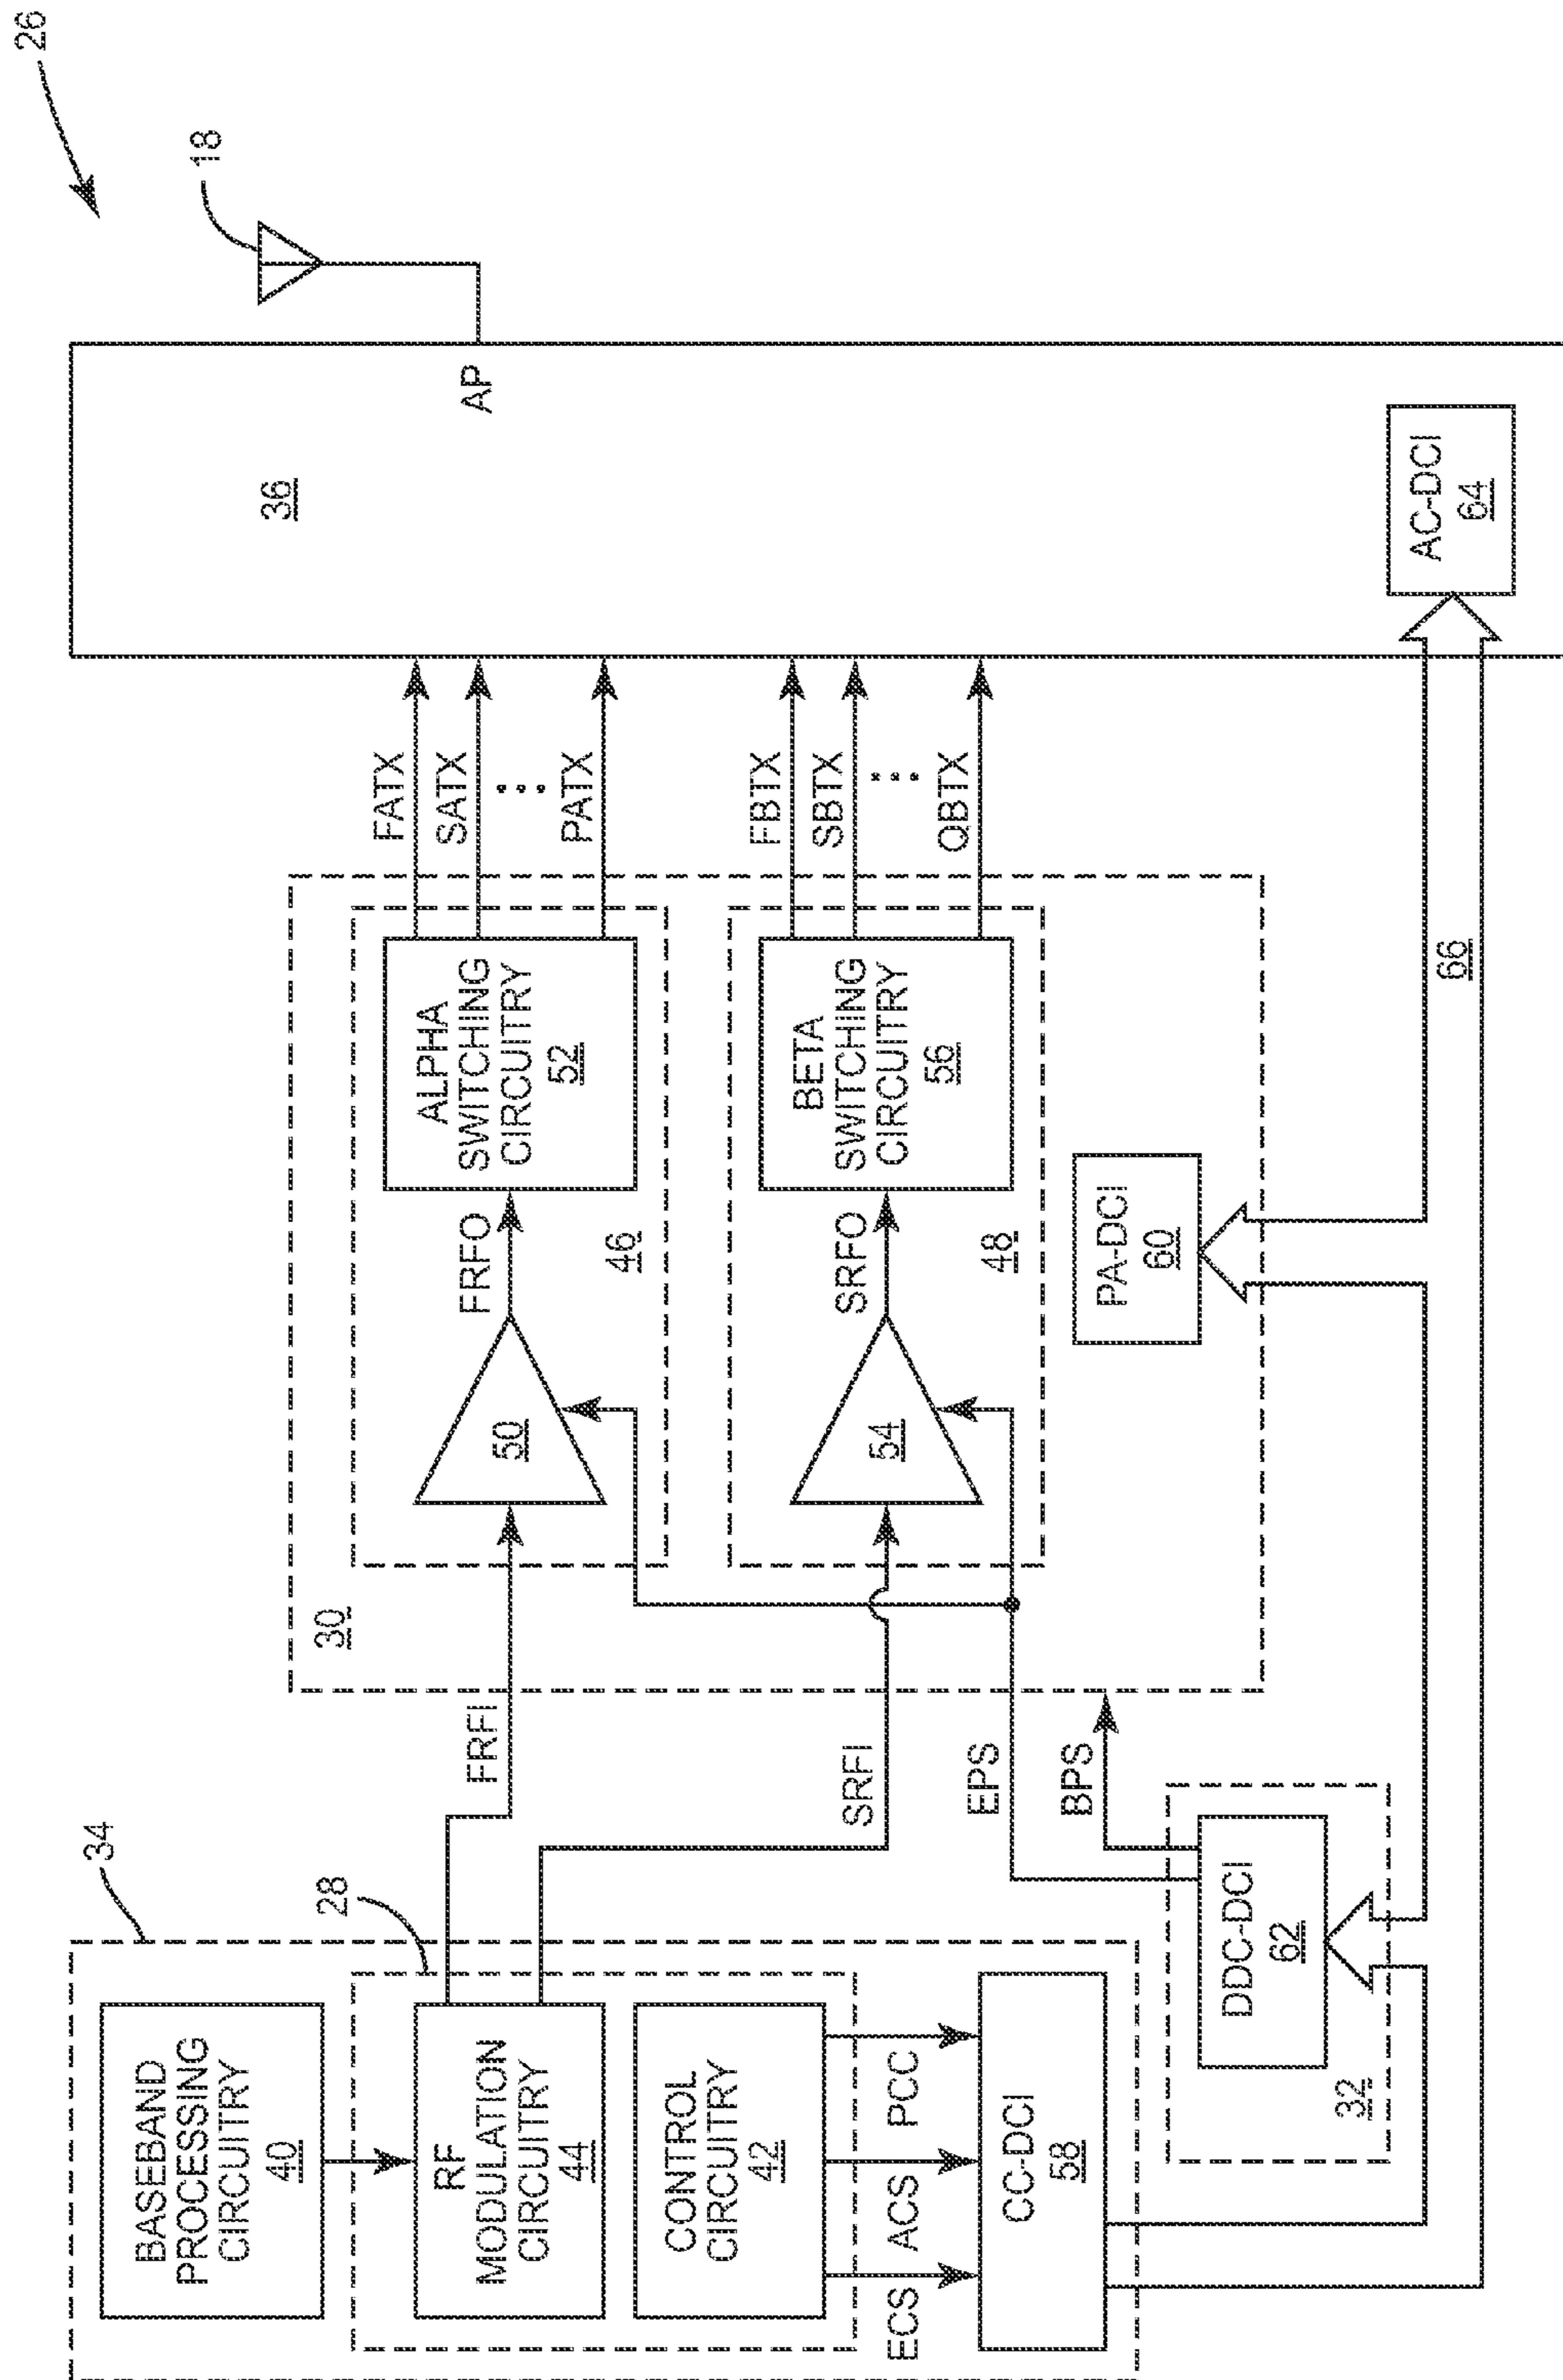 26
18
34
28
BASEBAND
PROCESSING
CIRCUITRY
40
RF
MODULATION
CIRCUITRY
44
CONTROL
CIRCUITRY
42
ECS
ACS
PCC
CC-DCI
58
FRFI
SRFI
EPS
BPS
DDC-DCI
62
32
30
50
FRFO
ALPHA
SWITCHING
CIRCUITRY
52
46
54
SRFO
BETA
SWITCHING
CIRCUITRY
56
48
PA-DCI
60
FATX
SATX
PATX
FBTX
SBTX
QBTX
36
AP
AC-DCI
64
66